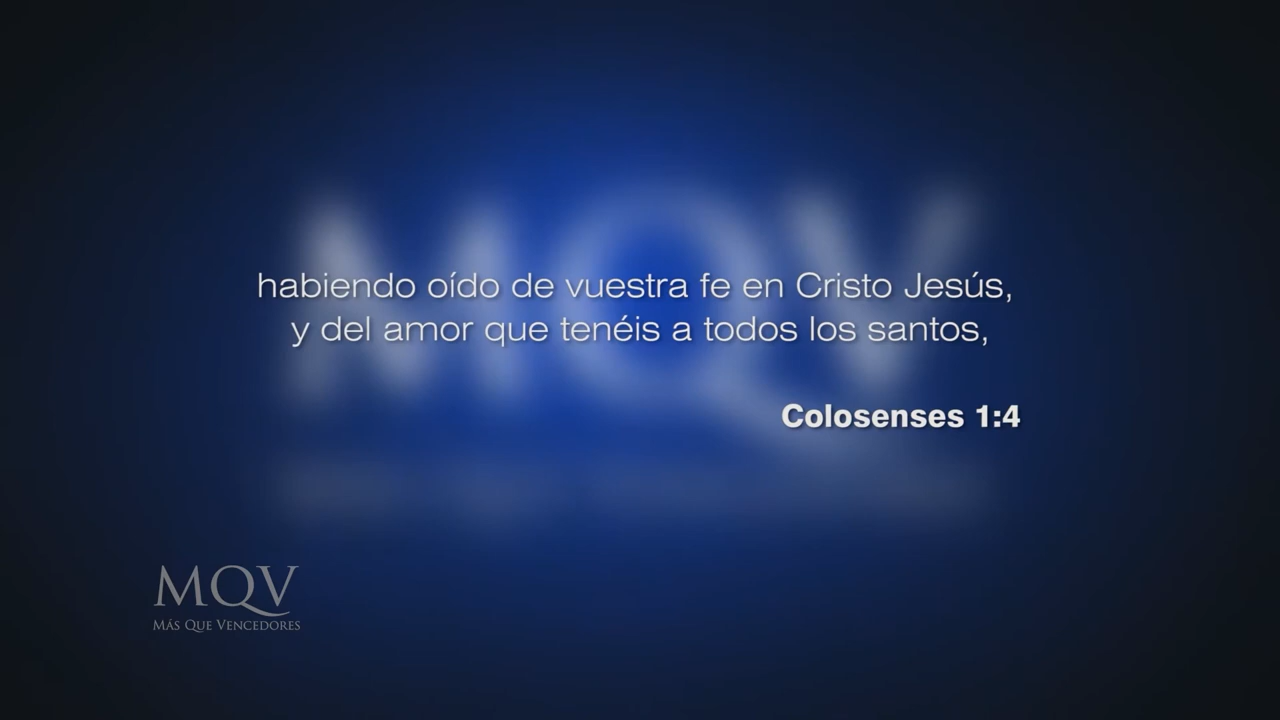 habiendo oído de vuestra fe en Cristo Jesús,
y del amor que tenéis a todos los santos,
Colosenses 1:4
MQV
MÁS QUE VENCEDORES